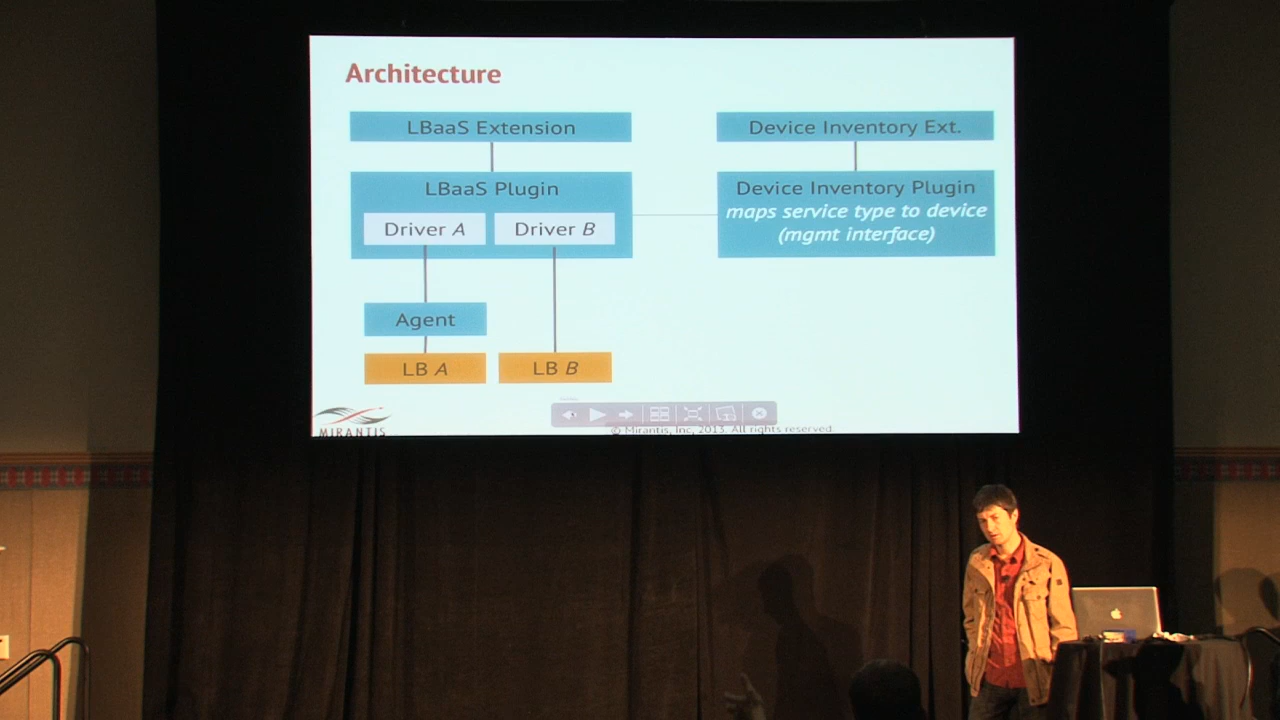 Architecture
LBaaS Extension
Device Inventory Ext.
LBaaS Plugin
Driver A
Driver B
Device Inventory Plugin
maps service type to device
(mgmt interface)
Agent
LB A
LB B
MIRANTIS
© Mirantis, Inc, 2013. All rights reserved.